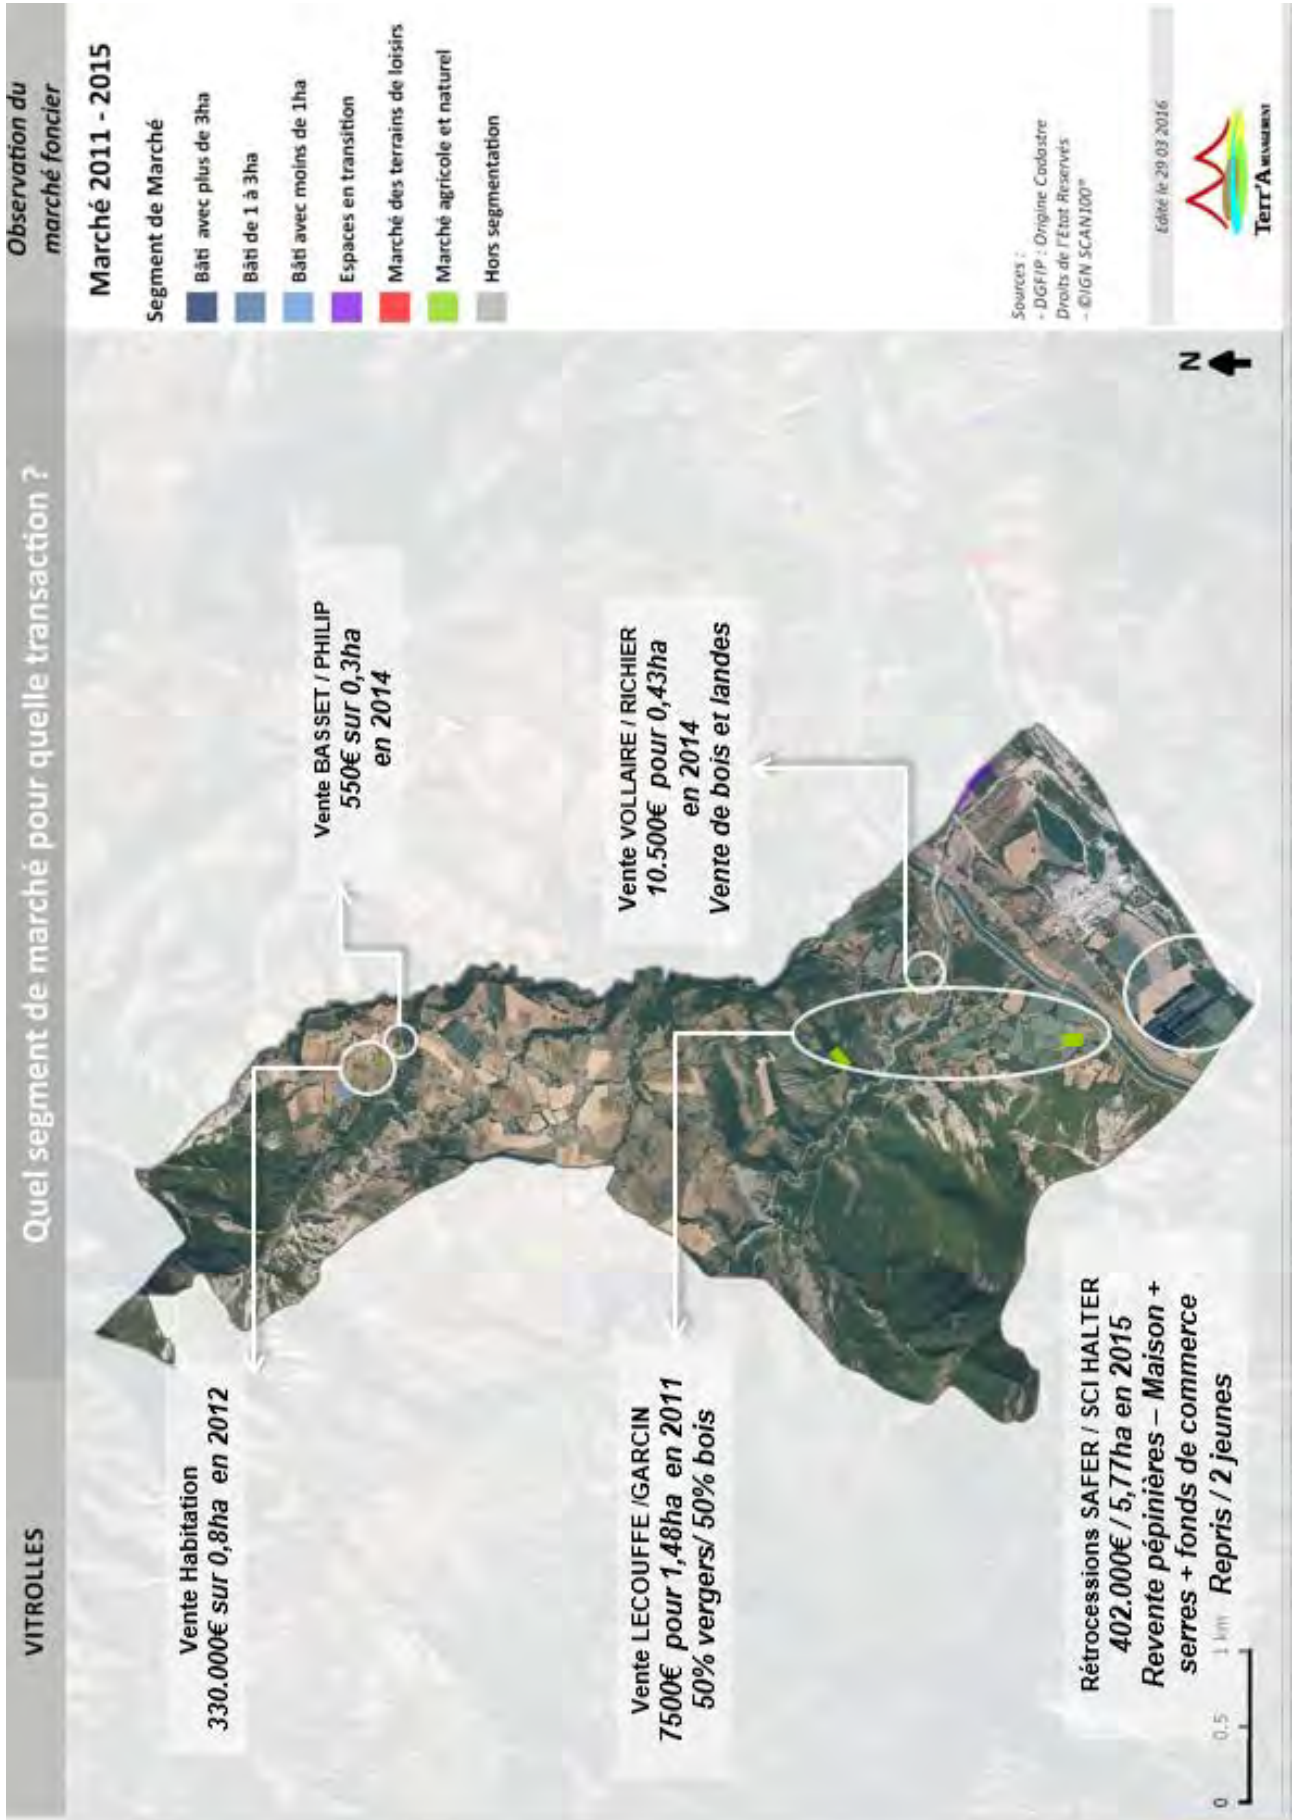 VITROLLES
Quel segment de marché pour quelle transaction ?
Observation du
marché foncier
Marché 2011 - 2015
Segment de Marché
Bâti avec plus de 3ha
Bâti de 1 à 3ha
Bâti avec moins de 1ha
Espaces en transition
Marché des terrains de loisirs
Marché agricole et naturel
Hors segmentation
Vente Habitation
330.000€ sur 0,8ha en 2012
Vente BASSET / PHILIP
550€ sur 0,3ha
en 2014
Vente LECOUFFE /GARCIN
7500€ pour 1,48ha en 2011
50% vergers/ 50% bois
Vente VOLLAIRE / RICHIER
10.500€ pour 0,43ha
en 2014
Vente de bois et landes
Rétrocessions SAFER / SCI HALTER
402.000€ / 5,77ha en 2015
Revente pépinières – Maison +
serres + fonds de commerce
Repris / 2 jeunes
0 0.5 1 km
N
Sources :
- DGFIP : Origine Cadastre
Droits de l'Etat Reservés
- ©IGN SCAN100®
Edité le 29 03 2016
Terr'Aménagement